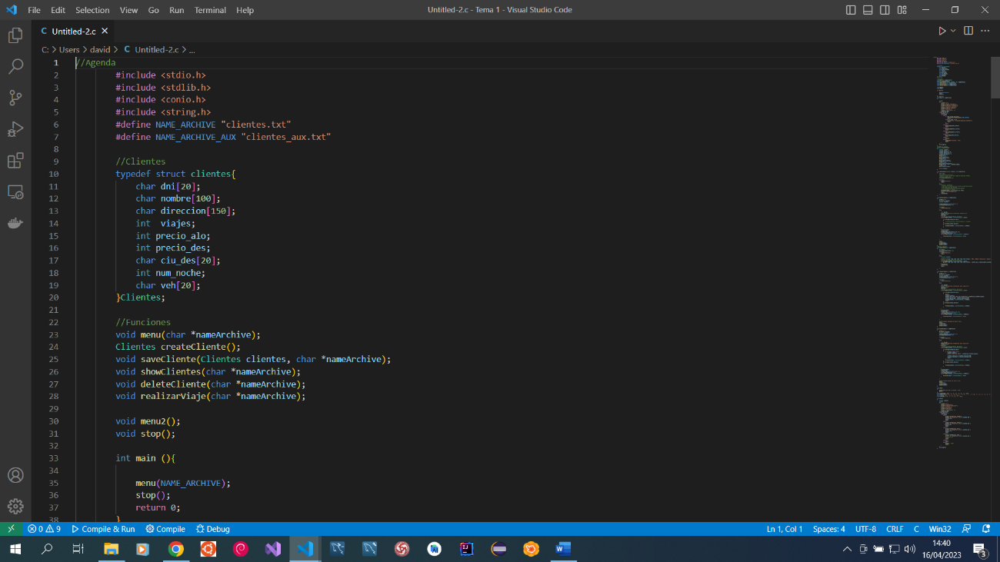 File Edit Selection View Go Run Terminal Help Untitled-2.c - Tema 1 - Visual Studio Code
C Untitled-2.c
C: > Users > david > C Untitled-2.c > ...
1 //Agenda
2 #include <stdio.h>
3 #include <stdlib.h>
4 #include <conio.h>
5 #include <string.h>
6 #define NAME_ARCHIVE "clientes.txt"
7 #define NAME_ARCHIVE_AUX "clientes_aux.txt"
8
9 //Clientes
10 typedef struct clientes{
11 char dni[20];
12 char nombre[100];
13 char direccion[150];
14 int  viajes;
15 int precio_alo;
16 int precio_des;
17 char ciu_des[20];
18 int num_noche;
19 char veh[20];
20 }Clientes;
21
22 //Funciones
23 void menu(char *nameArchive);
24 Clientes createCliente();
25 void saveCliente(Clientes clientes, char *nameArchive);
26 void showClientes(char *nameArchive);
27 void deleteCliente(char *nameArchive);
28 void realizarViaje(char *nameArchive);
29
30 void menu2();
31 void stop();
32
33 int main (){
34
35 menu(NAME_ARCHIVE);
36 stop();
37 return 0;
38 }
0 9 Compile & Run Compile Debug Ln 1, Col 1 Spaces: 4 UTF-8 CRLF C Win32
14:40
16/04/2023
3